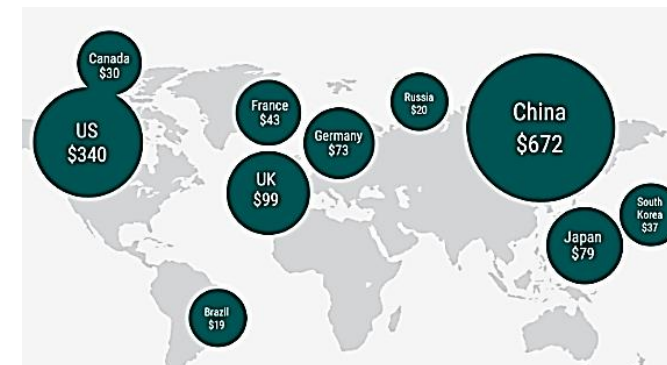 Canada
$30
US
$340
France
$43
Germany
$73
UK
$99
Russia
$20
China
$672
South
Korea
$37
Japan
$79
Brazil
$19